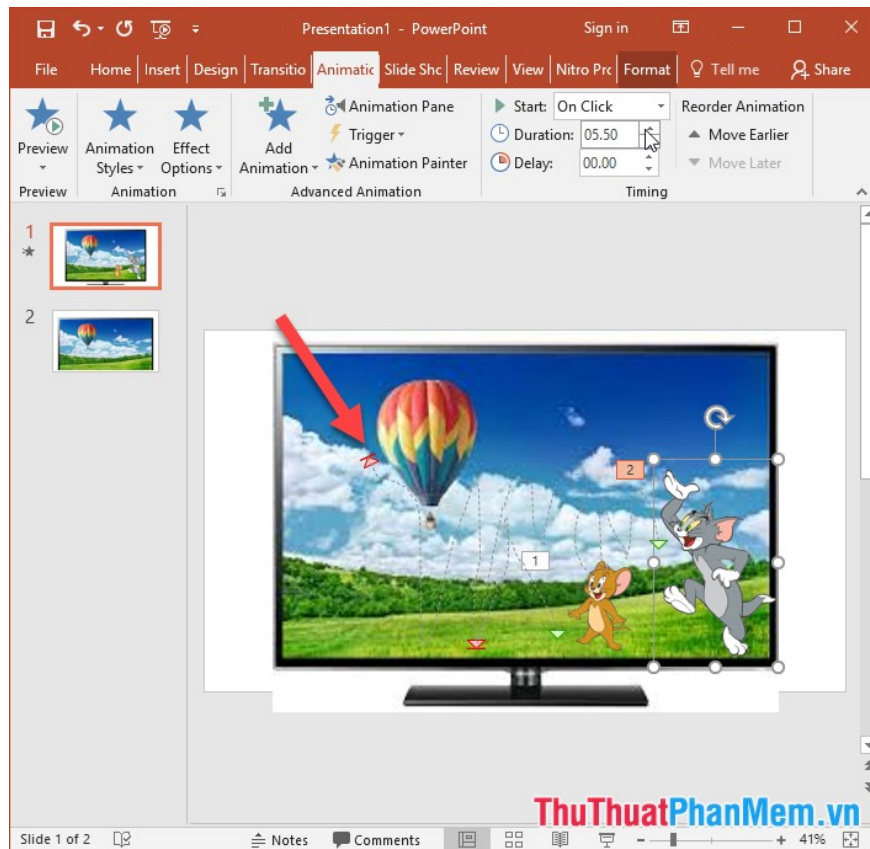 Presentation1 - PowerPoint Sign in
File Home Insert Design Transitio Animatic Slide Shc Review View Nitro Prc Format Tell me Share
Animation Pane Start: On Click Reorder Animation
Preview Animation Styles Effect Options Add Animation Trigger Duration: 05.50 Move Earlier
Animation Painter Delay: 00.00 Move Later
Preview Animation Advanced Animation Timing
1
2
2
1
ThuThuatPhanMem.vn
Slide 1 of 2 Notes Comments 41%